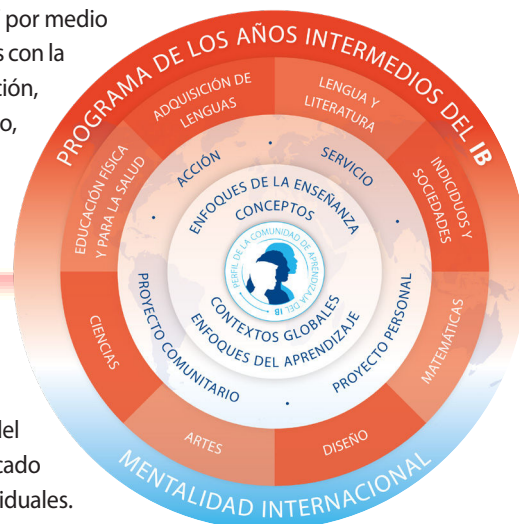 por medio
s con la
ción,
o,
del
cado
iduales.
PROGRAMA DE LOS AÑOS INTERMEDIOS DEL IB
ADQUISICIÓN DE
LENGUAS
LENGUA Y
LITERATURA
EDUCACIÓN FÍSICA
Y PARA LA SALUD
INDIVIDUOS Y
SOCIEDADES
CIENCIAS
MATEMÁTICAS
ARTES
DISEÑO
ACCIÓN
SERVICIO
PROYECTO COMUNITARIO
PROYECTO PERSONAL
ENFOQUES DE LA ENSEÑANZA
CONCEPTOS
PERFIL DE LA COMUNIDAD DE APRENDIZAJE DEL IB
CONTEXTOS GLOBALES
ENFOQUES DEL APRENDIZAJE
MENTALIDAD INTERNACIONAL